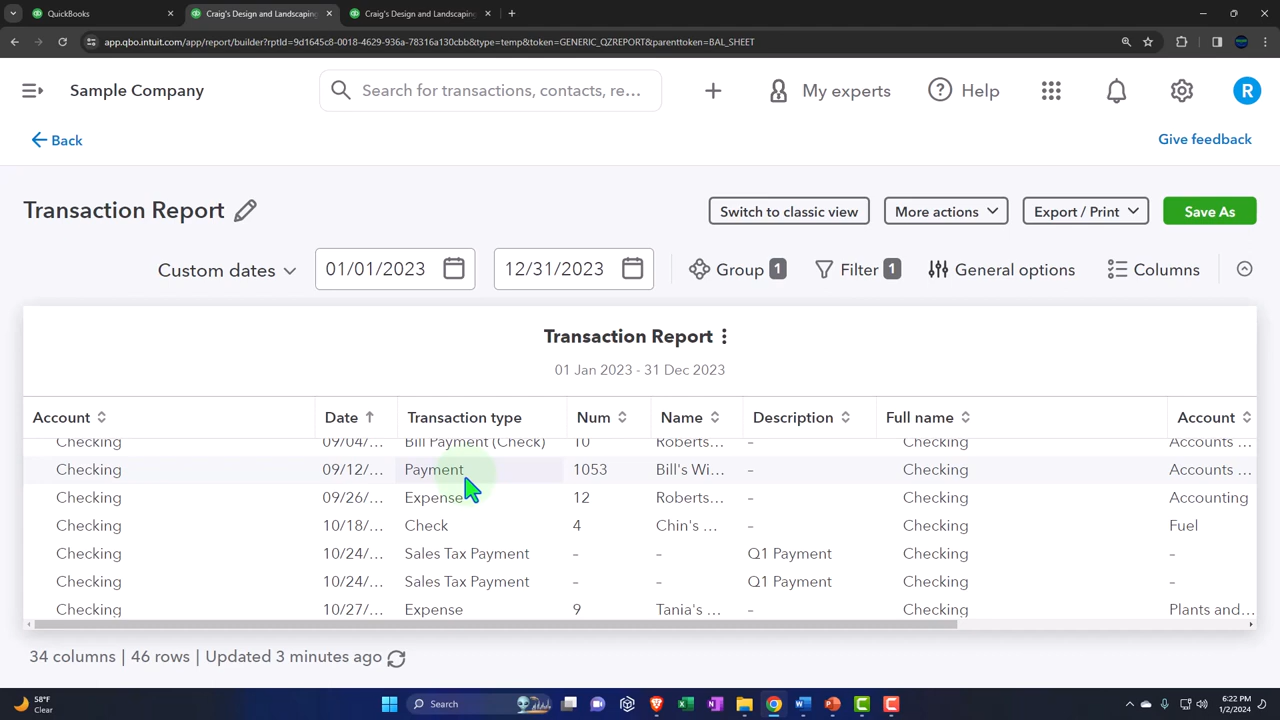 QuickBooks
Craig's Design and Landscaping
Craig's Design and Landscaping
app.qbo.intuit.com/app/report/builder?rptId=9d1645c8-0018-4629-936a-78316a130cbb&type=temp&token=GENERIC_QZREPORT&parenttoken=BAL_SHEET
Sample Company
Search for transactions, contacts, re...
My experts
Help
R
Back
Give feedback
Transaction Report
Switch to classic view
More actions
Export / Print
Save As
Custom dates
01/01/2023
12/31/2023
Group 1
Filter 1
General options
Columns
Transaction Report
01 Jan 2023 - 31 Dec 2023
Account Date Transaction type Num Name Description Full name Account
Checking 09/04/... Bill Payment (Check) 10 Roberts... – Checking Accounts ...
Checking 09/12/... Payment 1053 Bill's Wi... – Checking Accounts ...
Checking 09/26/... Expense 12 Roberts... – Checking Accounting
Checking 10/18/... Check 4 Chin's ... – Checking Fuel
Checking 10/24/... Sales Tax Payment – – Q1 Payment Checking –
Checking 10/24/... Sales Tax Payment – – Q1 Payment Checking –
Checking 10/27/... Expense 9 Tania's ... – Checking Plants and...
34 columns | 46 rows | Updated 3 minutes ago
58°F
Clear
Search
6:22 PM
1/2/2024